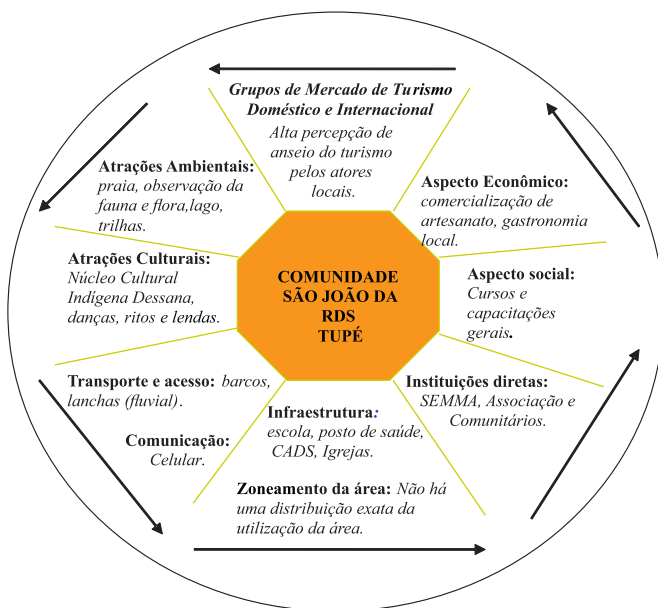 Grupos de Mercado de Turismo
Doméstico e Internacional
Alta percepção de
anseio do turismo
pelos atores
locais.
Atrações Ambientais:
praia, observação da
fauna e flora,lago,
trilhas.
Aspecto Econômico:
comercialização de
artesanato, gastronomia
local.
Atrações Culturais:
Núcleo Cultural
Indígena Dessana,
danças, ritos e lendas.
COMUNIDADE
SÃO JOÃO DA
RDS
TUPÉ
Aspecto social:
Cursos e
capacitações
gerais.
Transporte e acesso: barcos,
lanchas (fluvial).
Instituições diretas:
SEMMA, Associação e
Comunitários.
Comunicação:
Celular.
Infraestrutura:
escola, posto de saúde,
CADS, Igrejas.
Zoneamento da área: Não há
uma distribuição exata da
utilização da área.